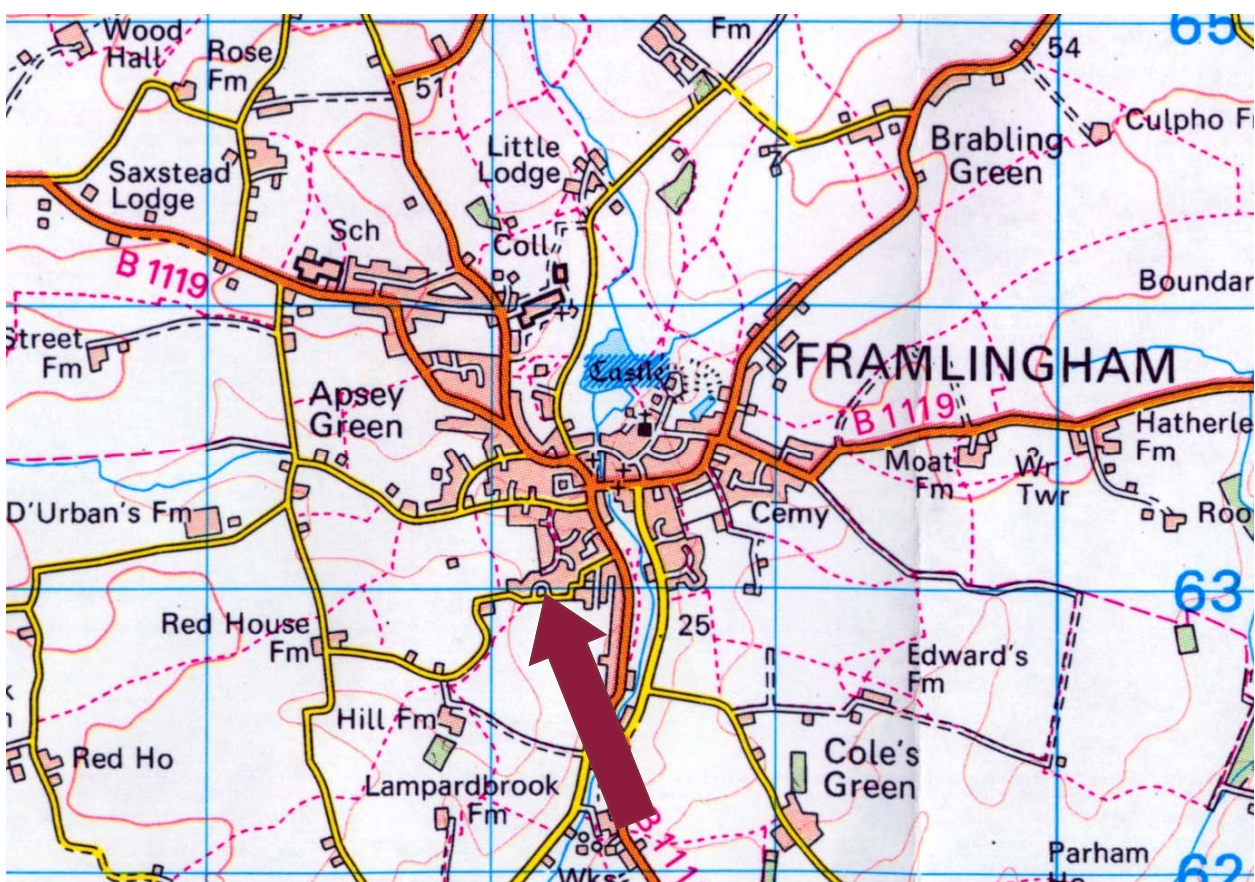 Wood
Hall
Rose
Fm
51
Fm
65
54
Culpho F
Brabling
Green
Little
Lodge
Saxstead
Lodge
Sch
Coll
B 1119
Boundar
Street
Fm
Castle
FRAMLINGHAM
Apsey
Green
B 1119
Hatherle
Fm
Moat
Fm
Wr
Twr
D'Urban's Fm
Cemy
Roo
63
Red House
Fm
25
Edward's
Fm
Hill Fm
Red Ho
Cole's
Green
Lampardbrook
Fm
B 111
Parham
Wks
62